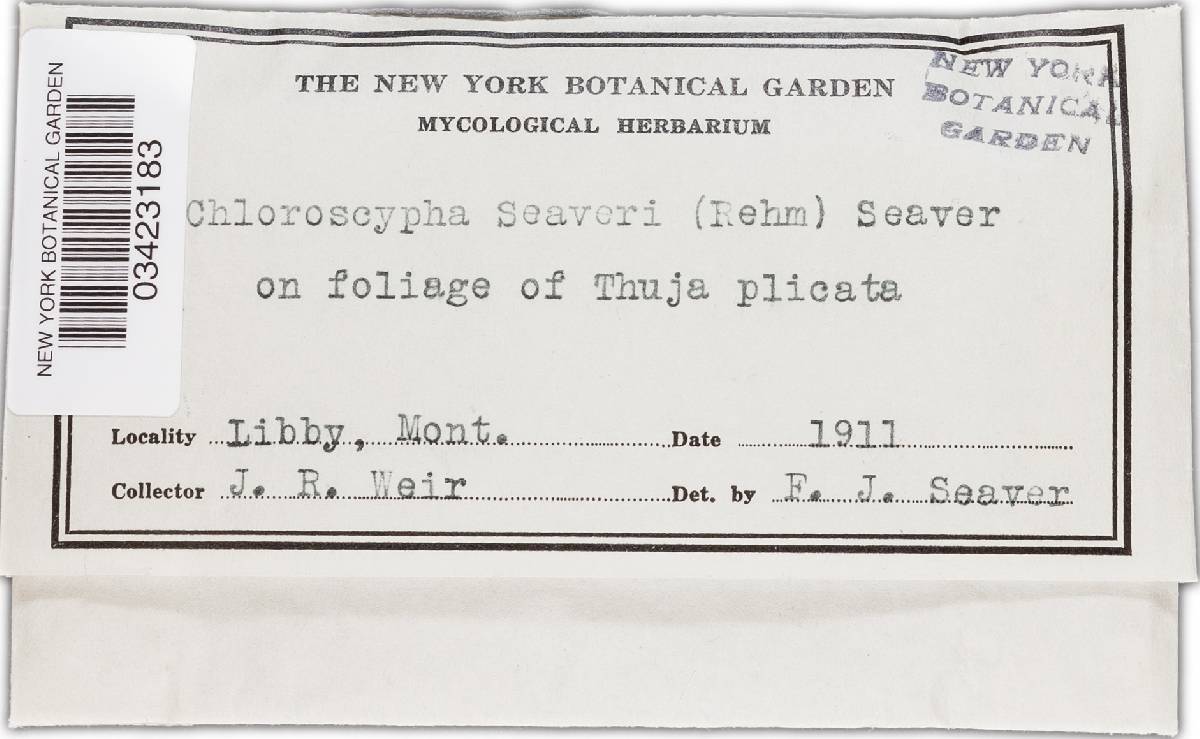 NEW YORK BOTANICAL GARDEN
03423183
THE NEW YORK BOTANICAL GARDEN
MYCOLOGICAL HERBARIUM
NEW YORK
BOTANICAL
GARDEN
Chloroscypha Seaveri (Rehm) Seaver
on foliage of Thuja plicata
Locality Libby, Mont. Date 1911
Collector J. R. Weir Det. by F. J. Seaver